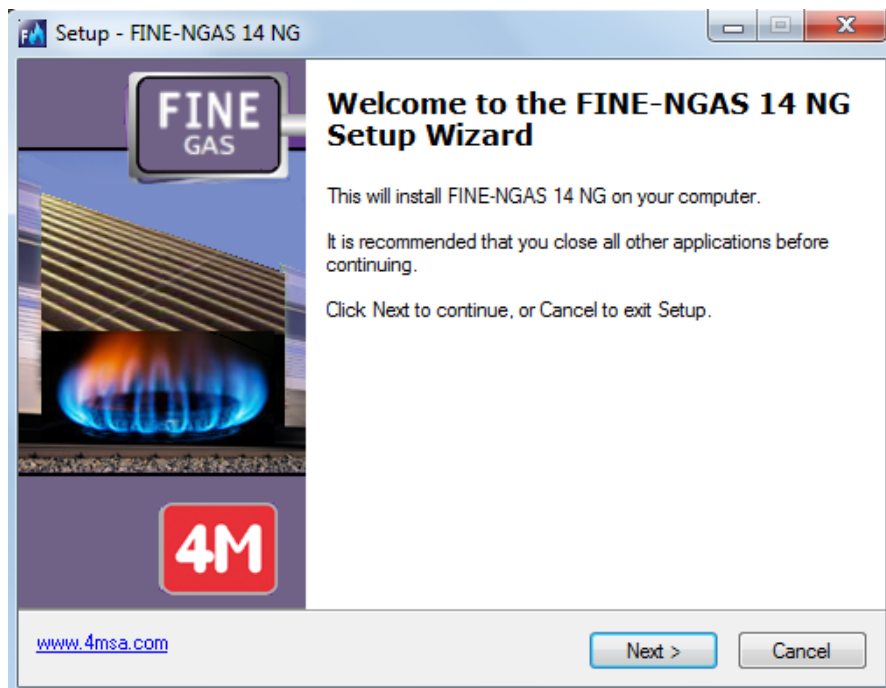 Setup - FINE-NGAS 14 NG
FINE
GAS
Welcome to the FINE-NGAS 14 NG
Setup Wizard
This will install FINE-NGAS 14 NG on your computer.
It is recommended that you close all other applications before
continuing.
Click Next to continue, or Cancel to exit Setup.
4M
www.4msa.com
Next >
Cancel